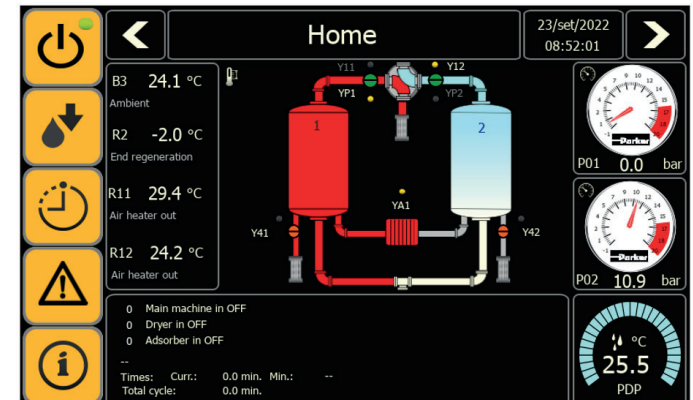 Home
23/set/2022
08:52:01
B3 24.1 °C
Ambient
R2 -2.0 °C
End regeneration
R11 29.4 °C
Air heater out
R12 24.2 °C
Air heater out
Y11
Y12
YP1
YP2
1
2
YA1
Y41
Y42
Parker
P01 0.0 bar
Parker
P02 10.9 bar
0 Main machine in OFF
0 Dryer in OFF
0 Adsorber in OFF
--
Times: Curr.: 0.0 min. Min.: --
Total cycle: 0.0 min.
°C
25.5
PDP